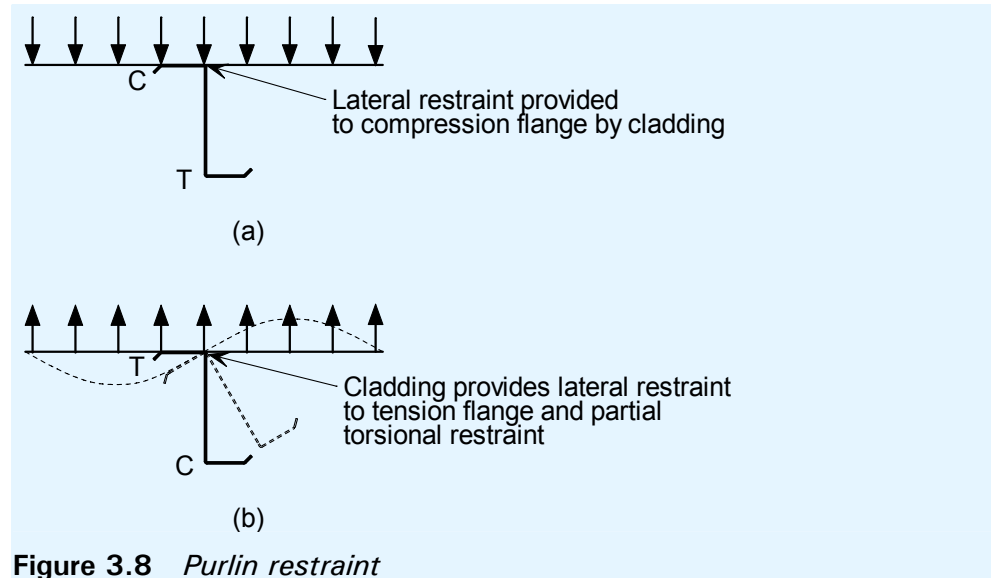 C
Lateral restraint provided
to compression flange by cladding
T
(a)
T
Cladding provides lateral restraint
to tension flange and partial
torsional restraint
C
(b)
Figure 3.8 Purlin restraint